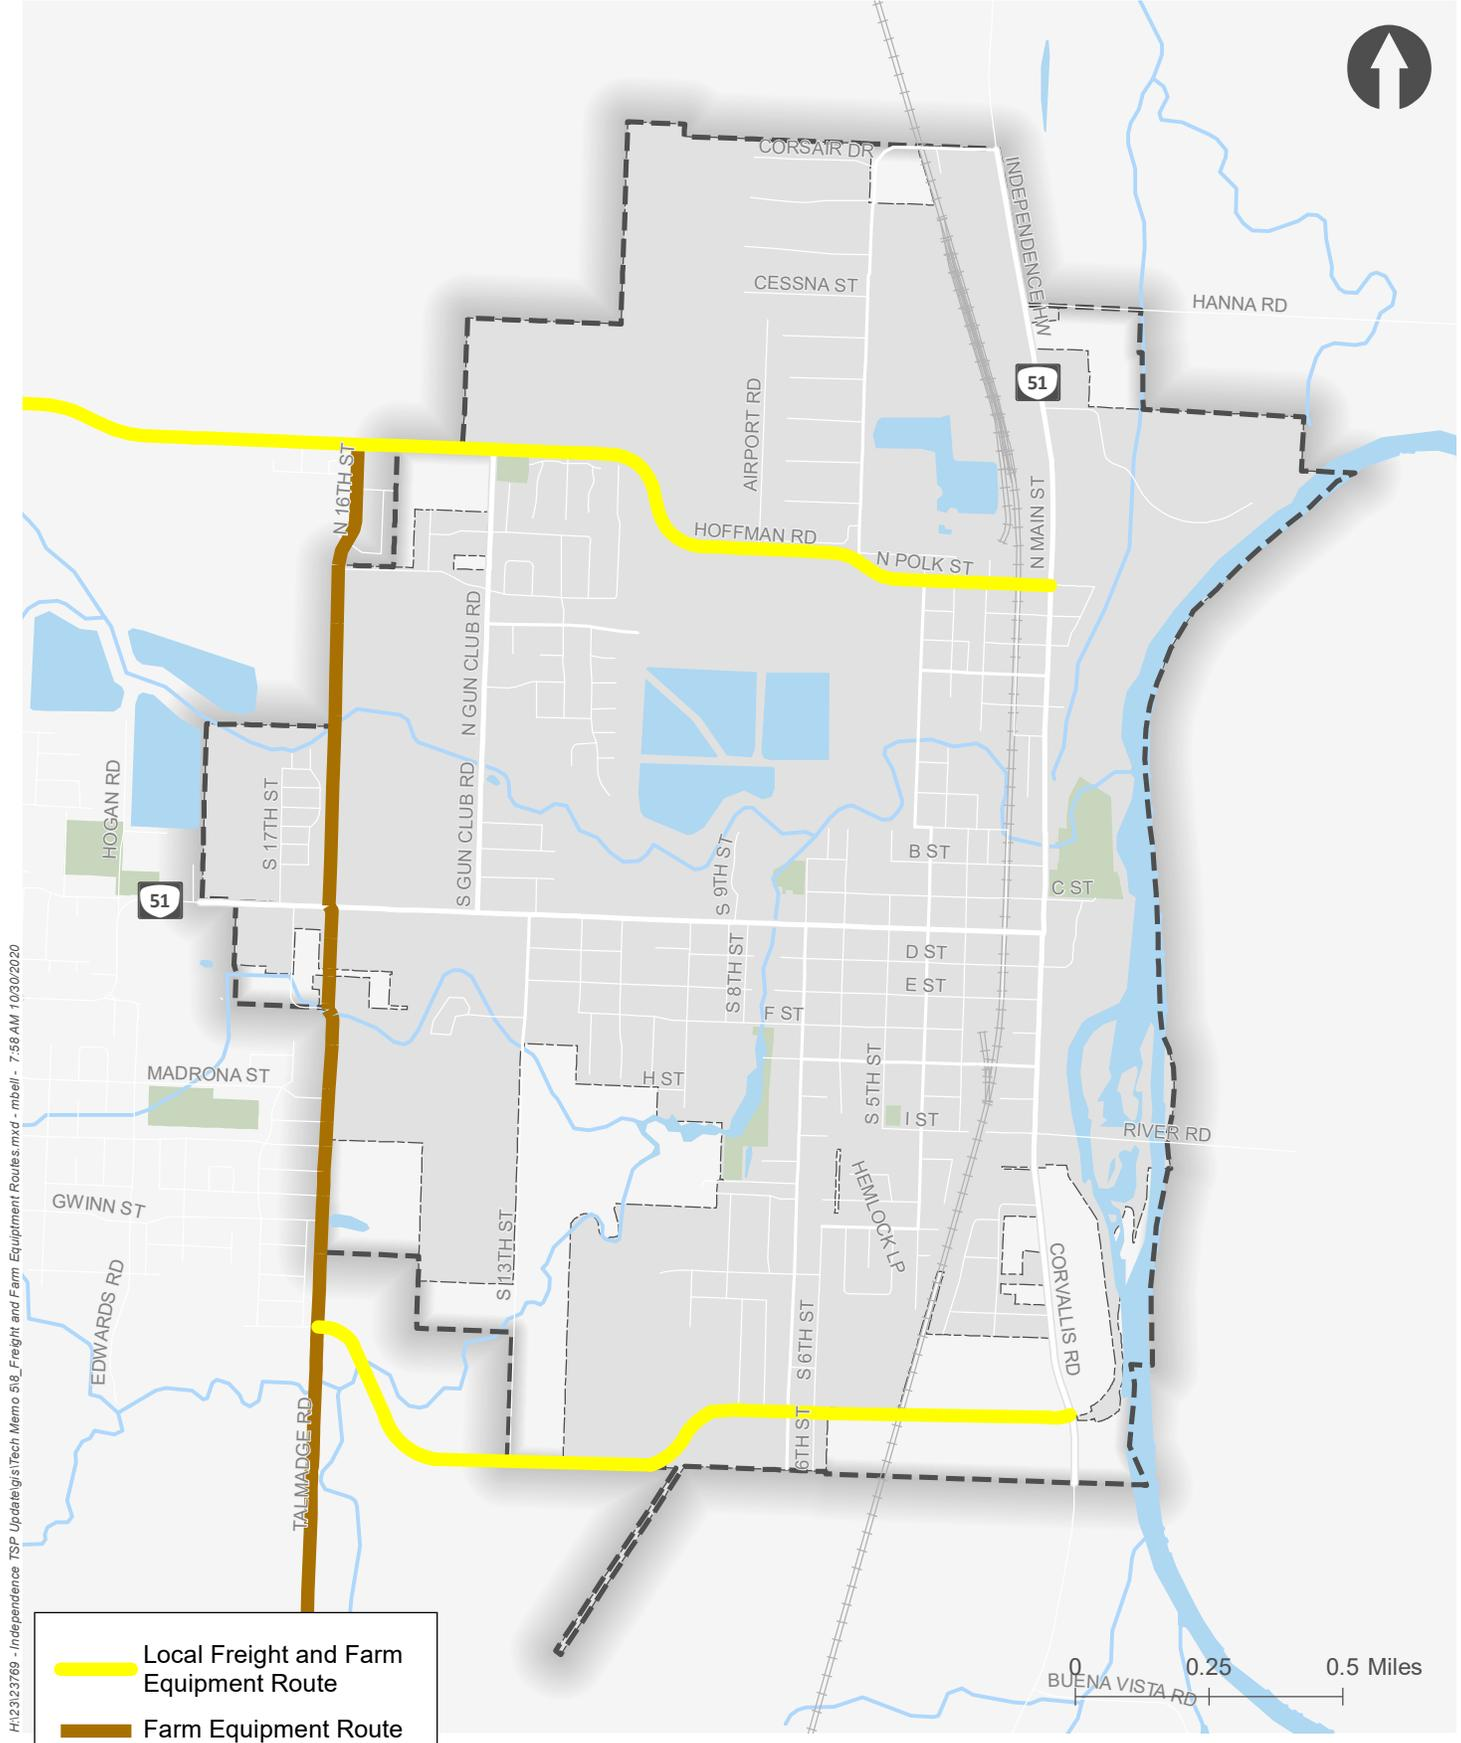 CORSAIR DR
INDEPENDENCE HW
CESSNA ST
HANNA RD
51
AIRPORT RD
N 16TH ST
N MAIN ST
HOFFMAN RD
N POLK ST
N GUN CLUB RD
HOGAN RD
S 17TH ST
S GUN CLUB RD
S 9TH ST
B ST
C ST
51
S 8TH ST
D ST
E ST
F ST
MADRONA ST
H ST
S 5TH ST
I ST
RIVER RD
GWINN ST
HEMLOCK LP
S 13TH ST
EDWARDS RD
CORVALLIS RD
S 6TH ST
6TH ST
TALMADGE RD
H:\23\23769 - Independence TSP Update\gis\Tech Memo 5\8_Freight and Farm Equiptment Routes.mxd - mbell - 7:58 AM 10/30/2020
0 0.25 0.5 Miles
BUENA VISTA RD
Local Freight and Farm
Equipment Route
Farm Equipment Route